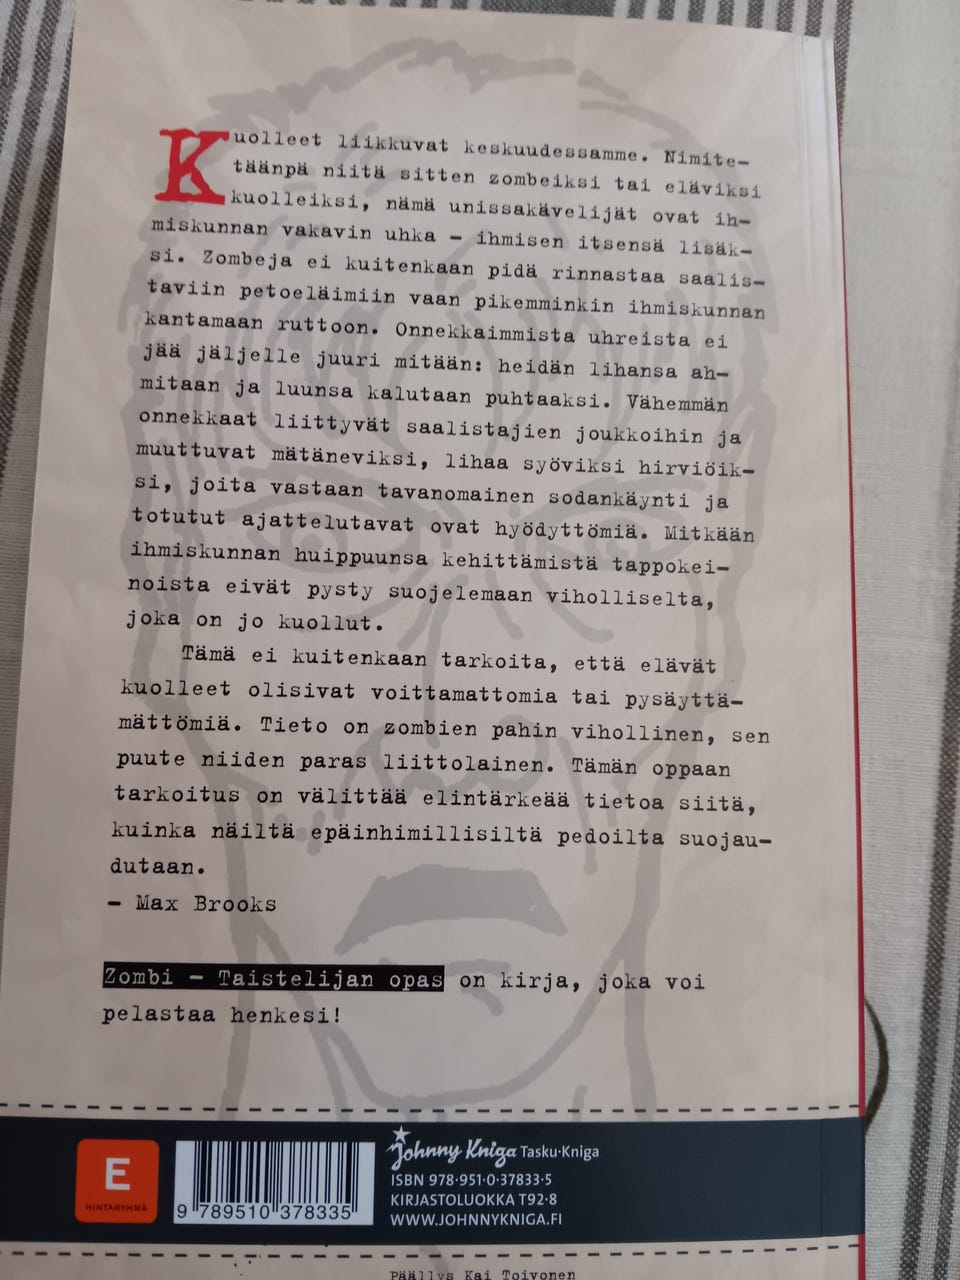 Kuolleet liikkuvat keskuudessamme. Nimite-
täänpä niitä sitten zombeiksi tai eläviksi
kuolleiksi, nämä unissakävelijät ovat ih-
miskunnan vakavin uhka – ihmisen itsensä lisäk-
si. Zombeja ei kuitenkaan pidä rinnastaa saalis-
taviin petoeläimiin vaan pikemminkin ihmiskunnan
kantamaan ruttoon. Onnekkaimmista uhreista ei
jää jäljelle juuri mitään: heidän lihansa ah-
mitaan ja luunsa kalutaan puhtaaksi. Vähemmän
onnekkaat liittyvät saalistajien joukkoihin ja
muuttuvat mätäneviksi, lihaa syöviksi hirviöik-
si, joita vastaan tavanomainen sodankäynti ja
totutut ajattelutavat ovat hyödyttömiä. Mitkään
ihmiskunnan huippuunsa kehittämistä tappokei-
noista eivät pysty suojelemaan viholliselta,
joka on jo kuollut.
Tämä ei kuitenkaan tarkoita, että elävät
kuolleet olisivat voittamattomia tai pysäyttä-
mättömiä. Tieto on zombien pahin vihollinen, sen
puute niiden paras liittolainen. Tämän oppaan
tarkoitus on välittää elintärkeää tietoa siitä,
kuinka näiltä epäinhimillisiltä pedoilta suojau-
dutaan.
– Max Brooks
Zombi – Taistelijan opas on kirja, joka voi
pelastaa henkesi!
E
HINTARYHMÄ
9 789510 378335
Johnny Kniga Tasku·Kniga
ISBN 978·951·0·37833·5
KIRJASTOLUOKKA T92·8
WWW.JOHNNYKNIGA.FI
Päällys Kai Toivonen